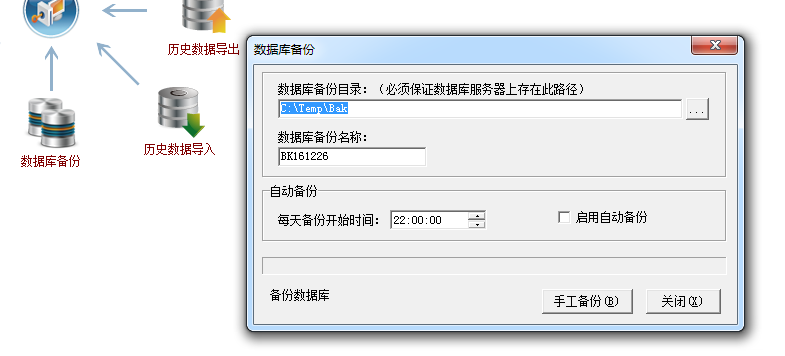 历史数据导出
数据库备份
历史数据导入
数据库备份
数据库备份目录：（必须保证数据库服务器上存在此路径）
C:\Temp\Bak
...
数据库备份名称：
BK161226
自动备份
每天备份开始时间： 22:00:00
启用自动备份
备份数据库
手工备份(B)
关闭(X)